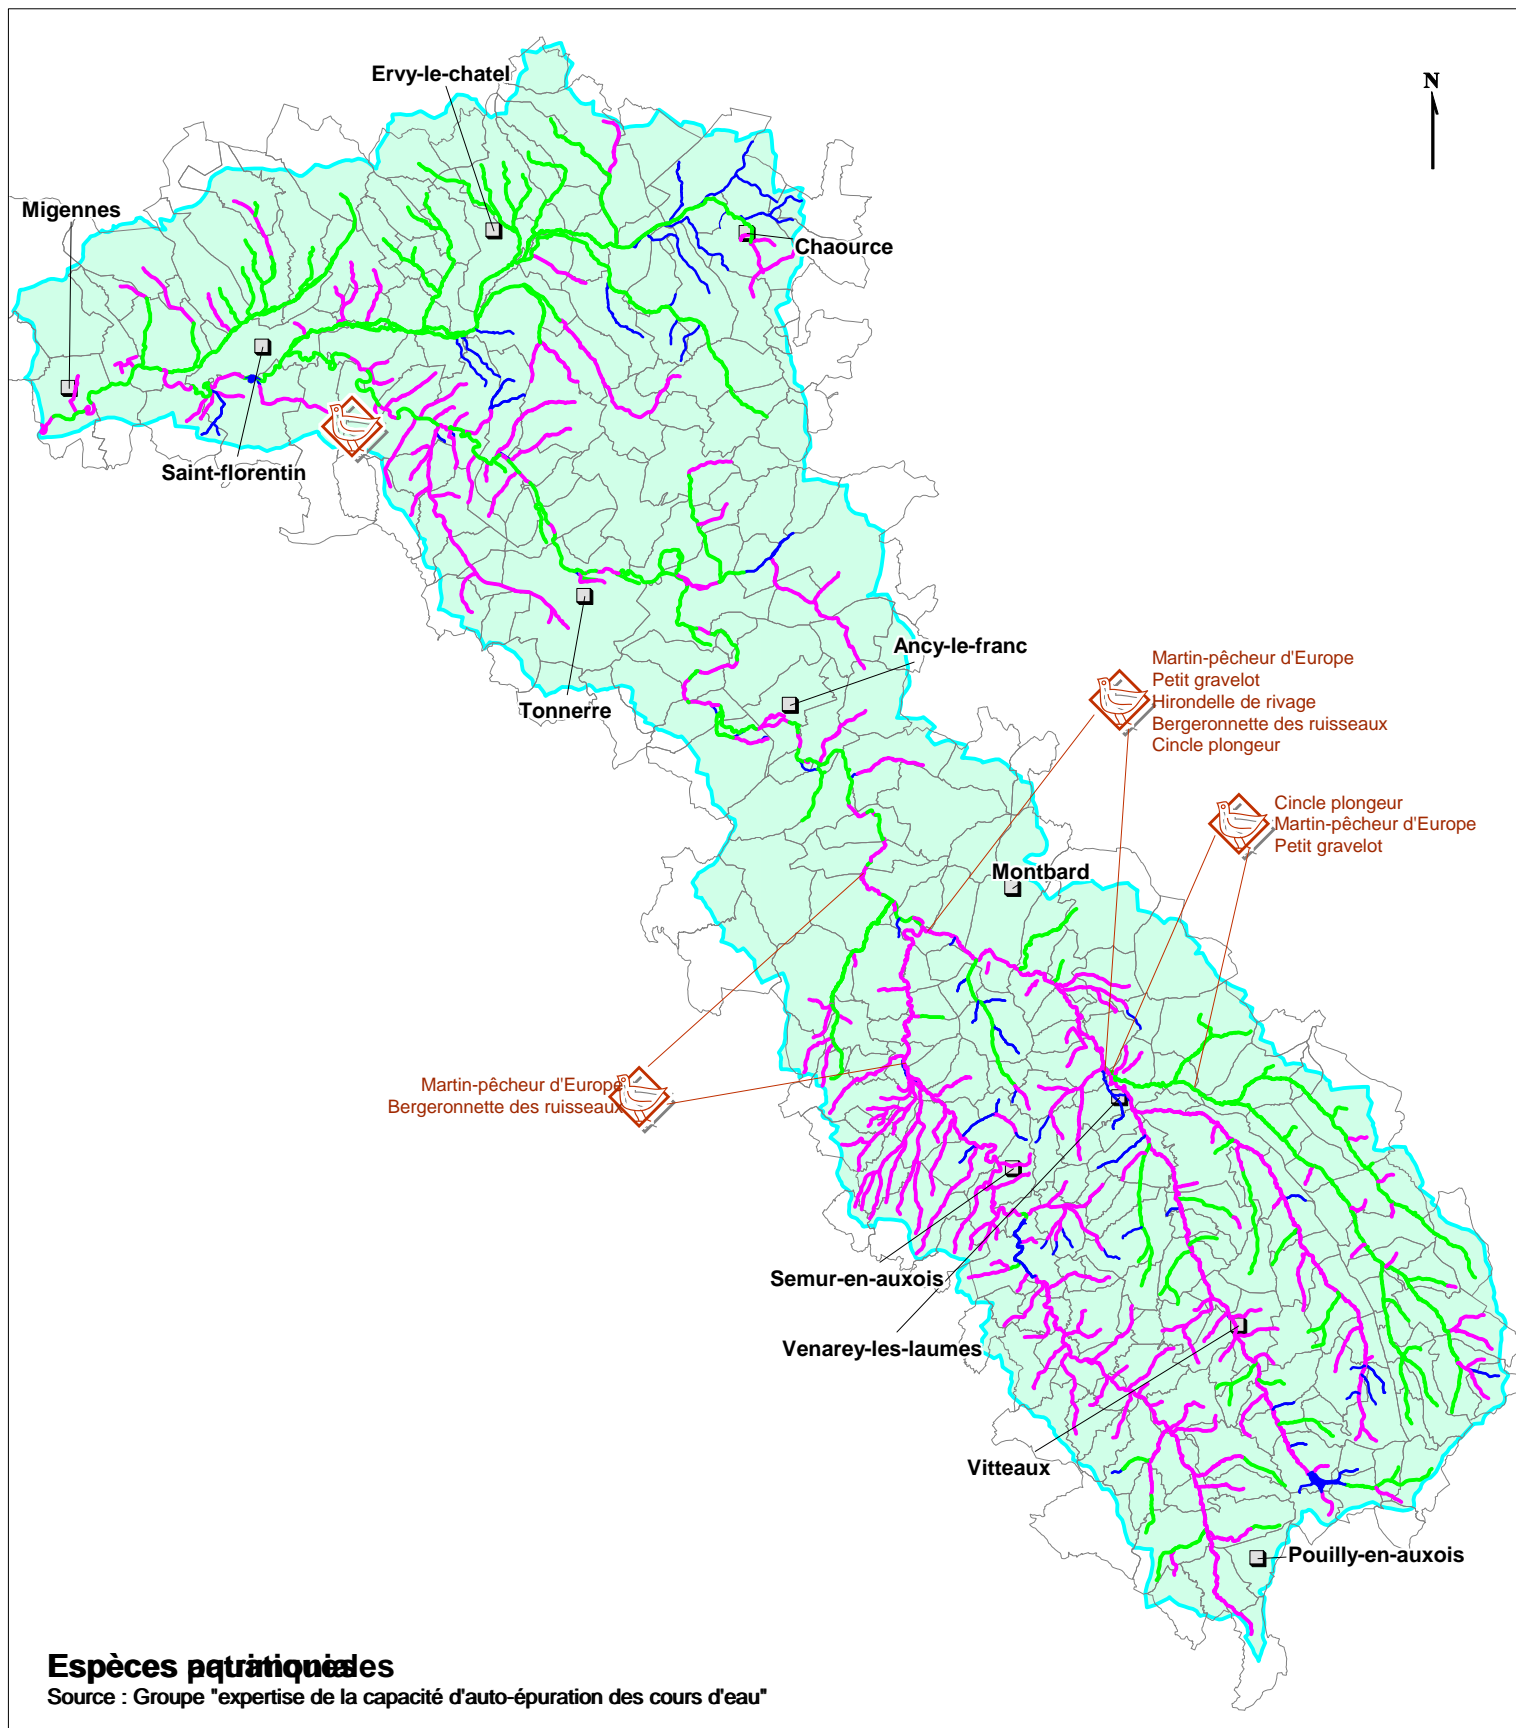 Ervy-le-chatel
N
Migennes
Chaource
Saint-florentin
Ancy-le-franc
Tonnerre
Martin-pêcheur d'Europe
Petit gravelot
Hirondelle de rivage
Bergeronnette des ruisseaux
Cincle plongeur
Cincle plongeur
Martin-pêcheur d'Europe
Petit gravelot
Montbard
Martin-pêcheur d'Europe
Bergeronnette des ruisseaux
Semur-en-auxois
Venarey-les-laumes
Vitteaux
Pouilly-en-auxois
Espèces
Source : Groupe "expertise de la capacité d'auto-épuration des cours d'eau"